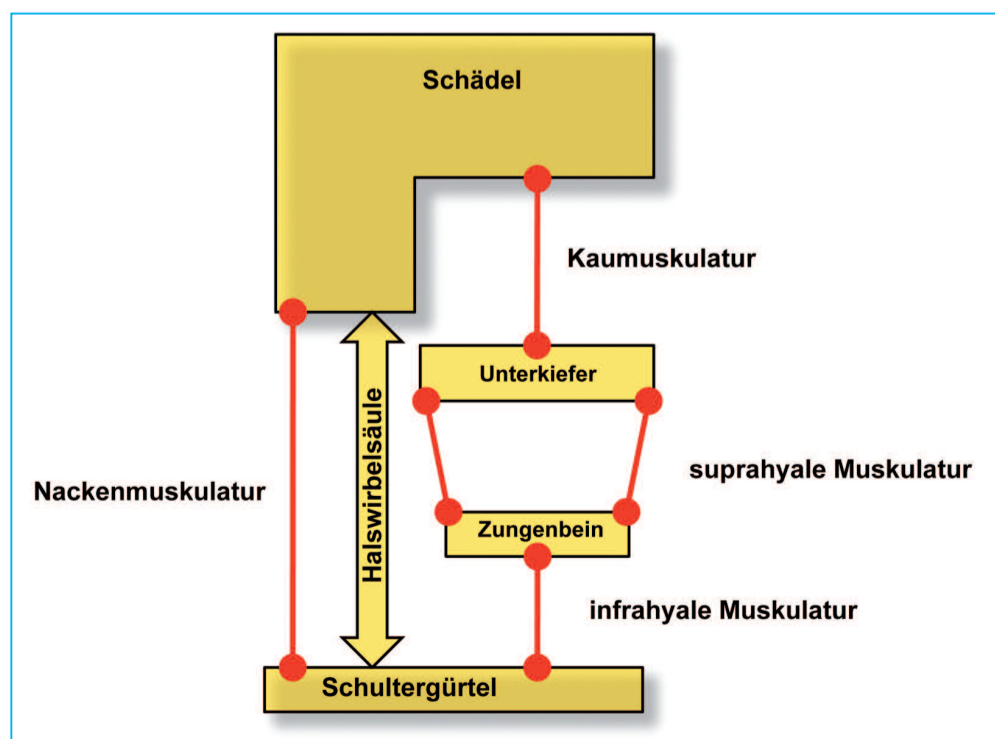 Schädel
Kaumuskulatur
Unterkiefer
Halswirbelsäule
suprahyale Muskulatur
Nackenmuskulatur
Zungenbein
infrahyale Muskulatur
Schultergürtel